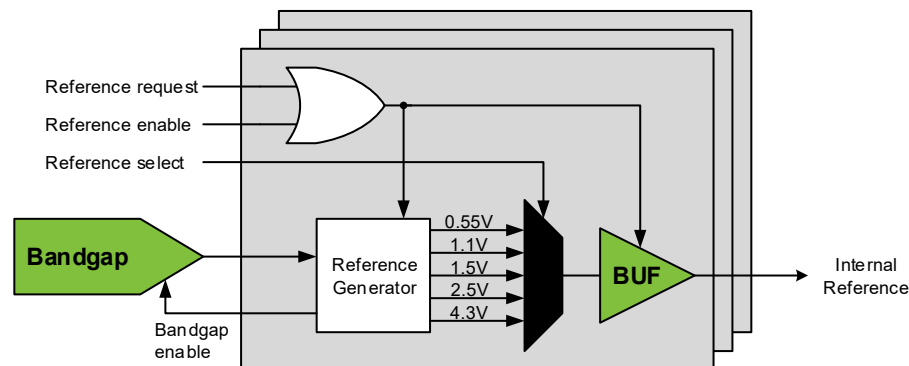 Reference request
Reference enable
Reference select
Bandgap
Reference
Generator
0.55V
1.1V
1.5V
2.5V
4.3V
BUF
Internal
Reference
Bandgap
enable